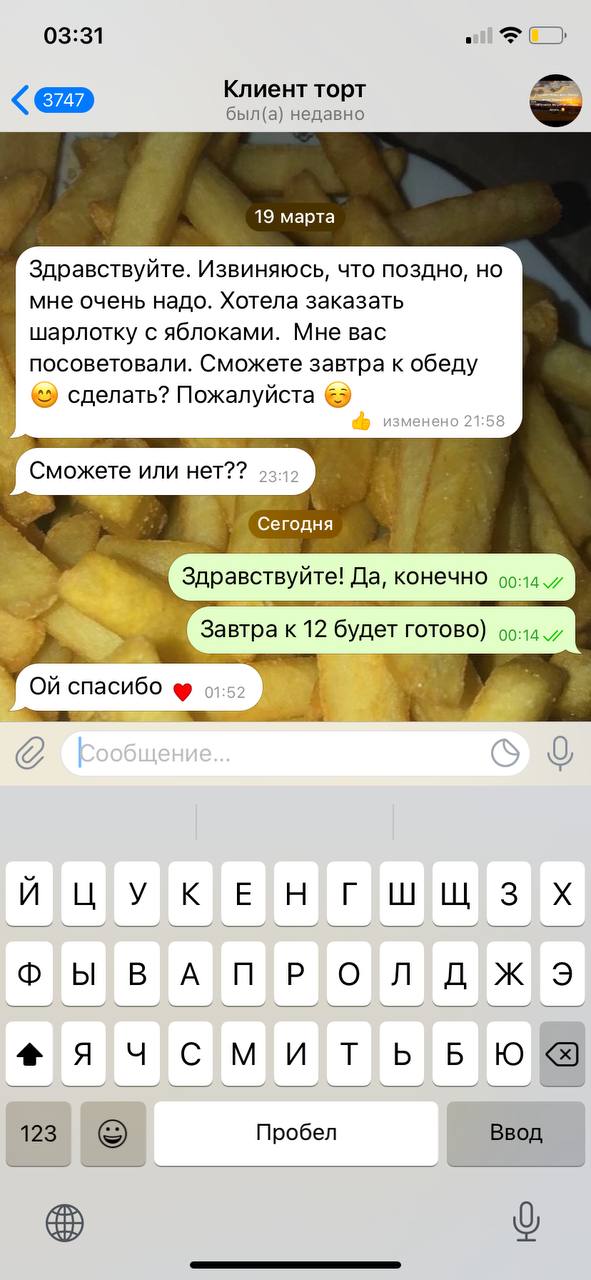 03:31
3747
Клиент торт
был(а) недавно
19 марта
Здравствуйте. Извиняюсь, что поздно, но
мне очень надо. Хотела заказать
шарлотку с яблоками.  Мне вас
посоветовали. Сможете завтра к обеду
😊 сделать? Пожалуйста ☺️
👍 изменено 21:58
Сможете или нет?? 23:12
Сегодня
Здравствуйте! Да, конечно 00:14
Завтра к 12 будет готово) 00:14
Ой спасибо ♥️ 01:52
Сообщение...
Й Ц У К Е Н Г Ш Щ З Х
Ф Ы В А П Р О Л Д Ж Э
Я Ч С М И Т Ь Б Ю
123 Пробел Ввод